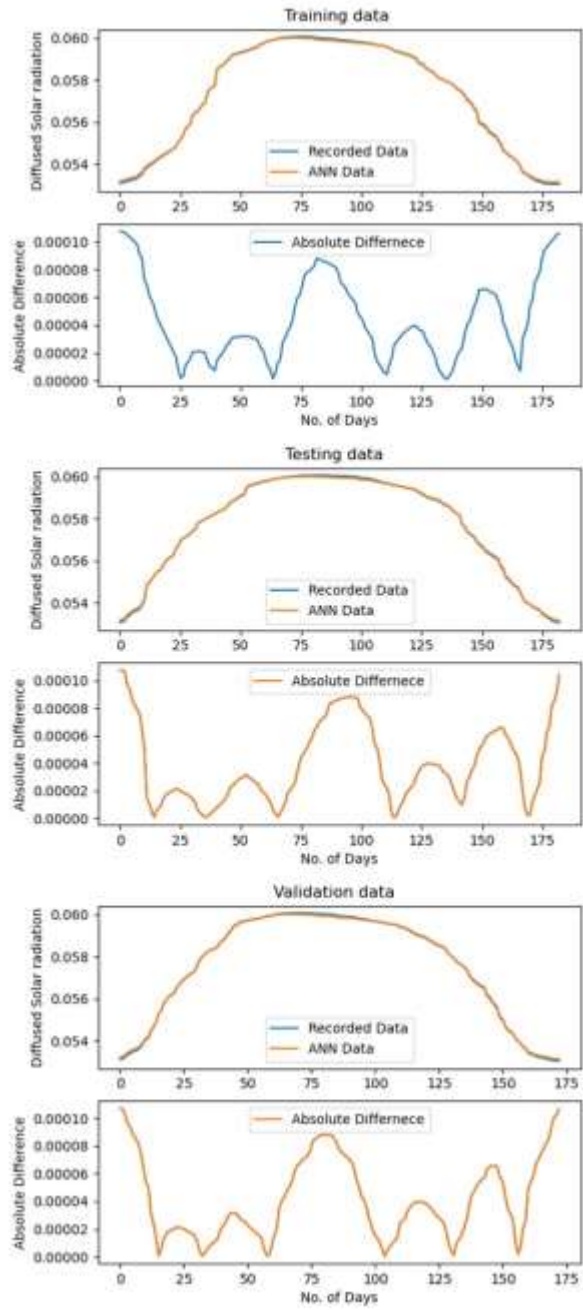 Training data
Diffused Solar radiation
0.060
0.058
0.056
0.054
Recorded Data
ANN Data
0 25 50 75 100 125 150 175
Absolute Difference
0.00010
0.00008
0.00006
0.00004
0.00002
0.00000
Absolute Differnece
0 25 50 75 100 125 150 175
No. of Days
Testing data
Diffused Solar radiation
0.060
0.058
0.056
0.054
Recorded Data
ANN Data
0 25 50 75 100 125 150 175
Absolute Difference
0.00010
0.00008
0.00006
0.00004
0.00002
0.00000
Absolute Differnece
0 25 50 75 100 125 150 175
No. of Days
Validation data
Diffused Solar radiation
0.060
0.058
0.056
0.054
Recorded Data
ANN Data
0 25 50 75 100 125 150 175
Absolute Difference
0.00010
0.00008
0.00006
0.00004
0.00002
0.00000
Absolute Differnece
0 25 50 75 100 125 150 175
No. of Days